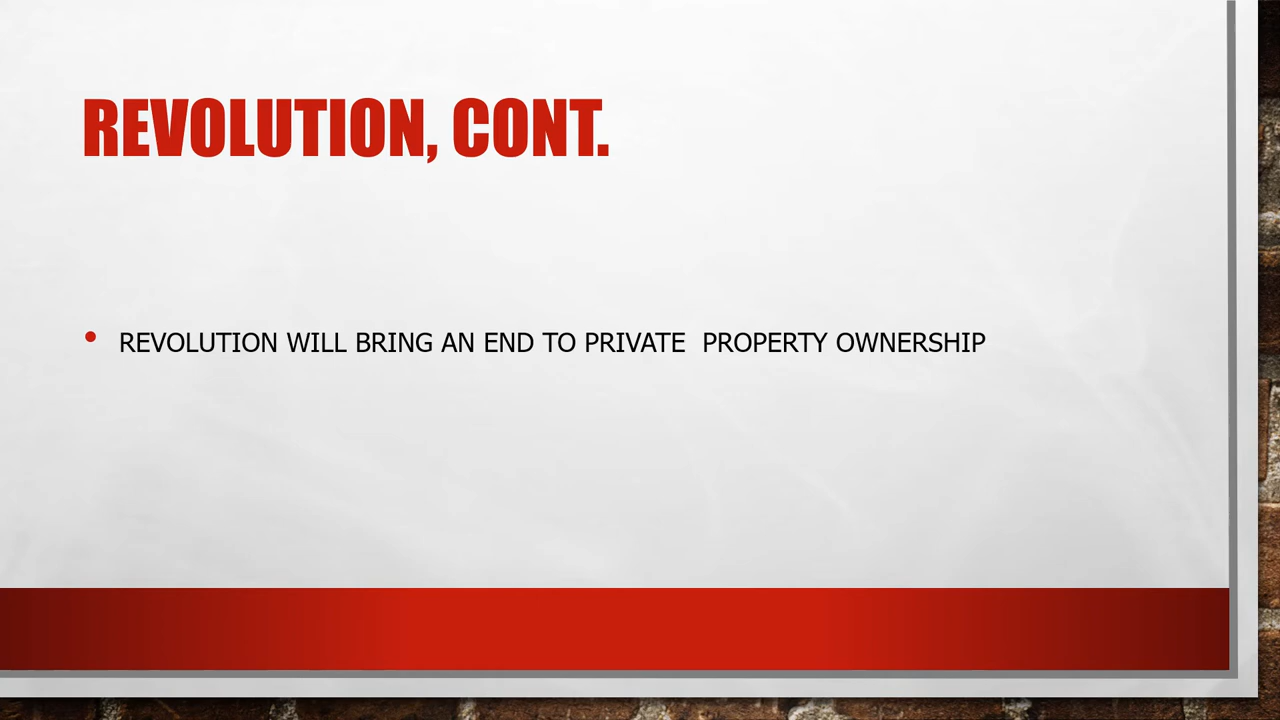 REVOLUTION, CONT.
• REVOLUTION WILL BRING AN END TO PRIVATE  PROPERTY OWNERSHIP